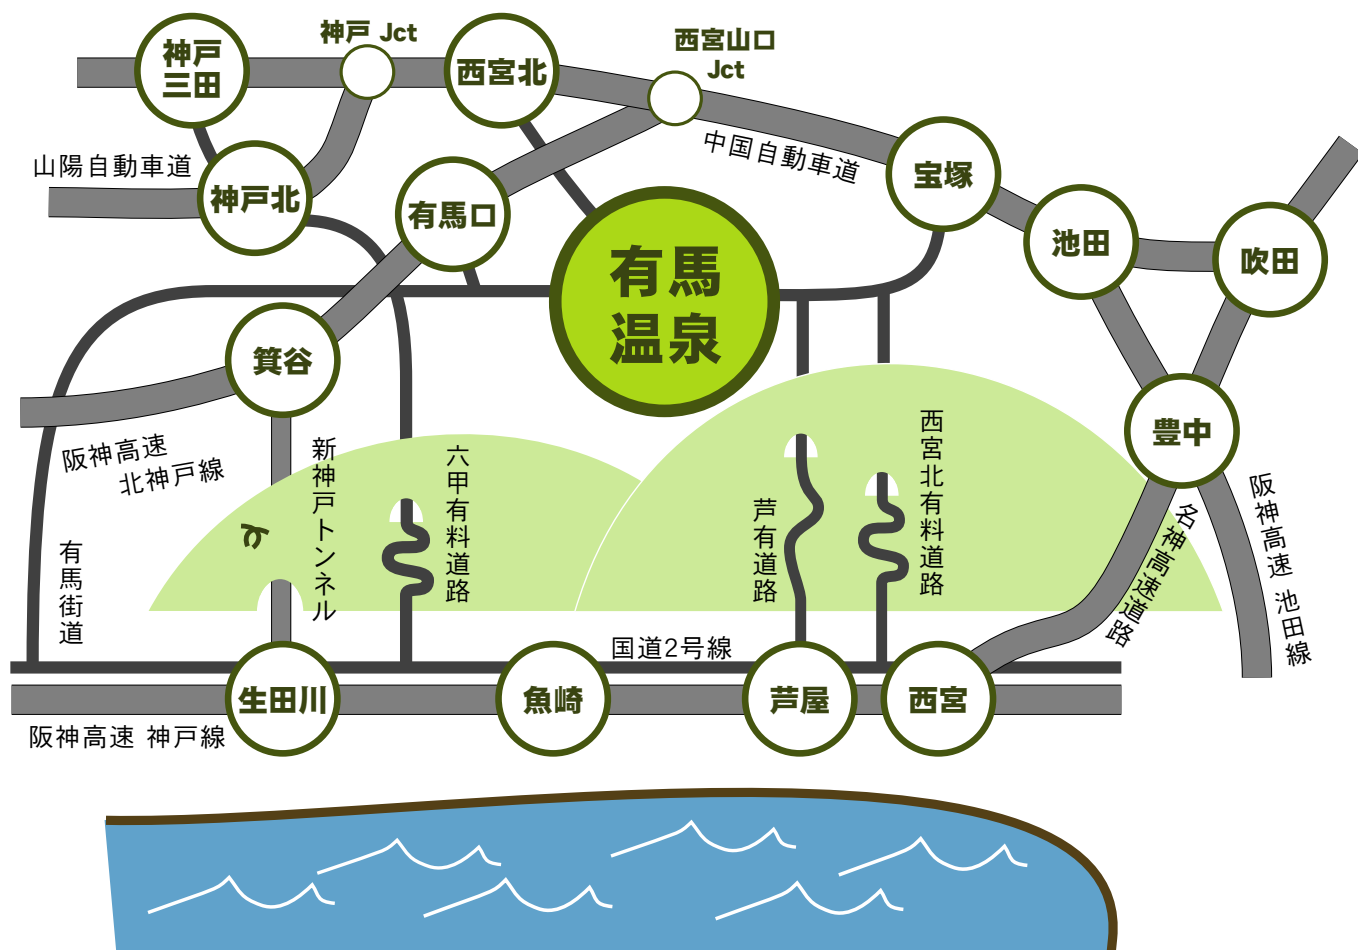 神戸 Jct
西宮山口
Jct
神戸
三田
西宮北
中国自動車道
山陽自動車道
神戸北
有馬口
宝塚
池田
吹田
有馬
温泉
箕谷
豊中
阪神高速
北神戸線
新神戸トンネル
六甲有料道路
芦有道路
西宮北有料道路
名神高速道路
阪神高速 池田線
有馬街道
国道2号線
生田川
魚崎
芦屋
西宮
阪神高速 神戸線